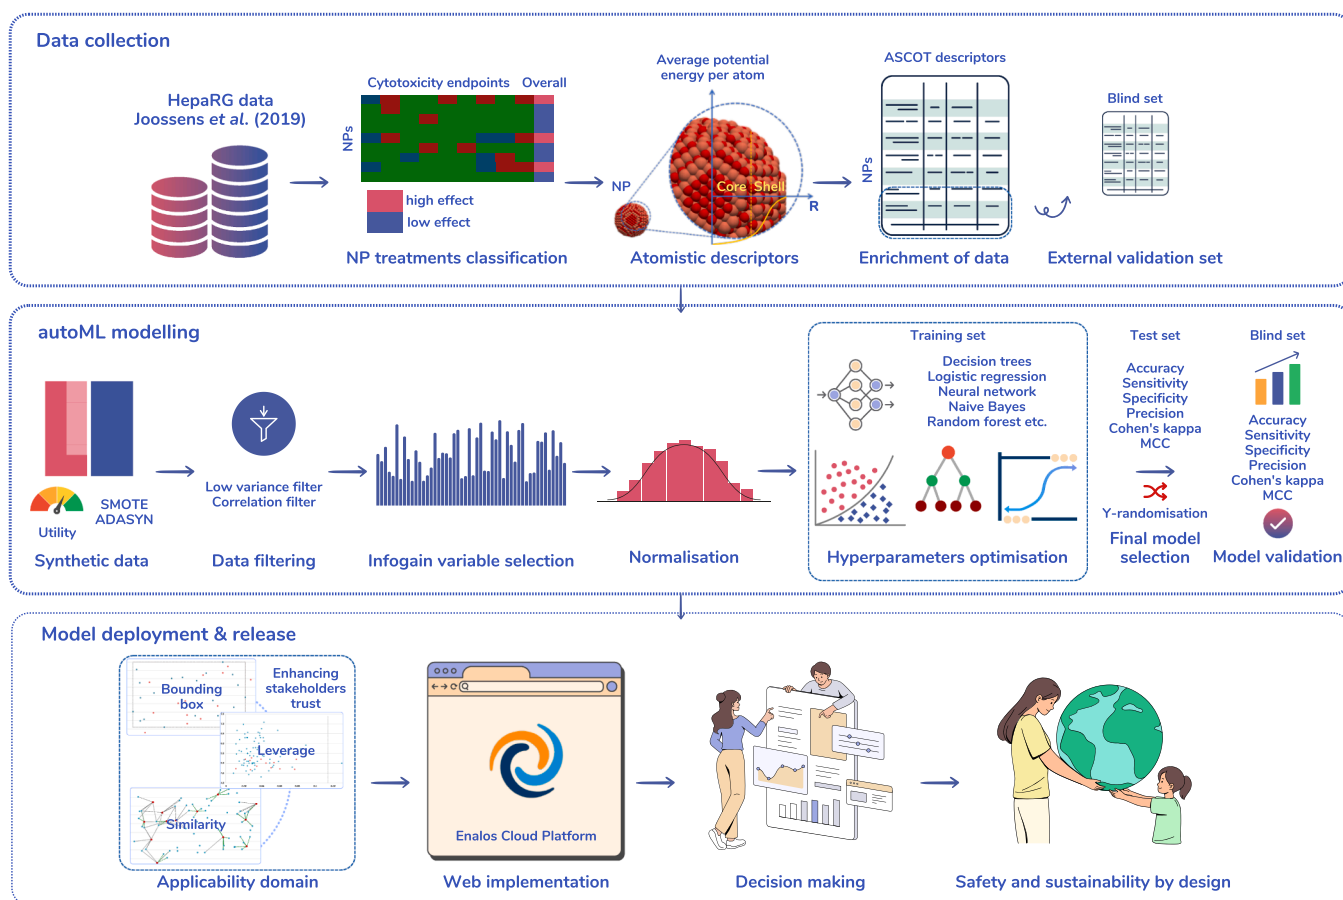 Data collection
HepaRG data
Joossens et al. (2019)
Cytotoxicity endpoints
Overall
NPs
high effect
low effect
NP treatments classification
Average potential
energy per atom
NP
Core
Shell
R
Atomistic descriptors
ASCOT descriptors
NPs
Enrichment of data
Blind set
External validation set
autoML modelling
Utility
SMOTE
ADASYN
Synthetic data
Low variance filter
Correlation filter
Data filtering
Infogain variable selection
Normalisation
Training set
Decision trees
Logistic regression
Neural network
Naive Bayes
Random forest etc.
Hyperparameters optimisation
Test set
Accuracy
Sensitivity
Specificity
Precision
Cohen's kappa
MCC
Y-randomisation
Final model
selection
Blind set
Accuracy
Sensitivity
Specificity
Precision
Cohen's kappa
MCC
Model validation
Model deployment & release
Bounding
box
Enhancing
stakeholders
trust
Leverage
Similarity
Applicability domain
Enalos Cloud Platform
Web implementation
Decision making
Safety and sustainability by design